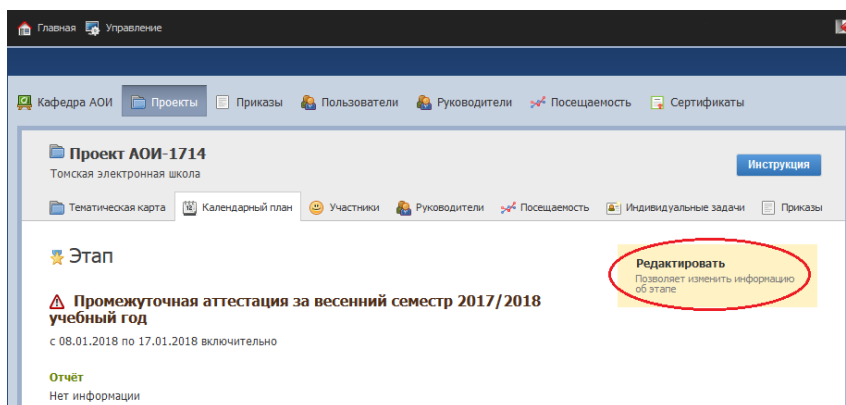 Главная Управление
Кафедра АОИ Проекты Приказы Пользователи Руководители Посещаемость Сертификаты
Проект АОИ-1714
Томская электронная школа
Инструкция
Тематическая карта Календарный план Участники Руководители Посещаемость Индивидуальные задачи Приказы
Этап
Редактировать
Позволяет изменить информацию
об этапе
Промежуточная аттестация за весенний семестр 2017/2018
учебный год
с 08.01.2018 по 17.01.2018 включительно
Отчёт
Нет информации